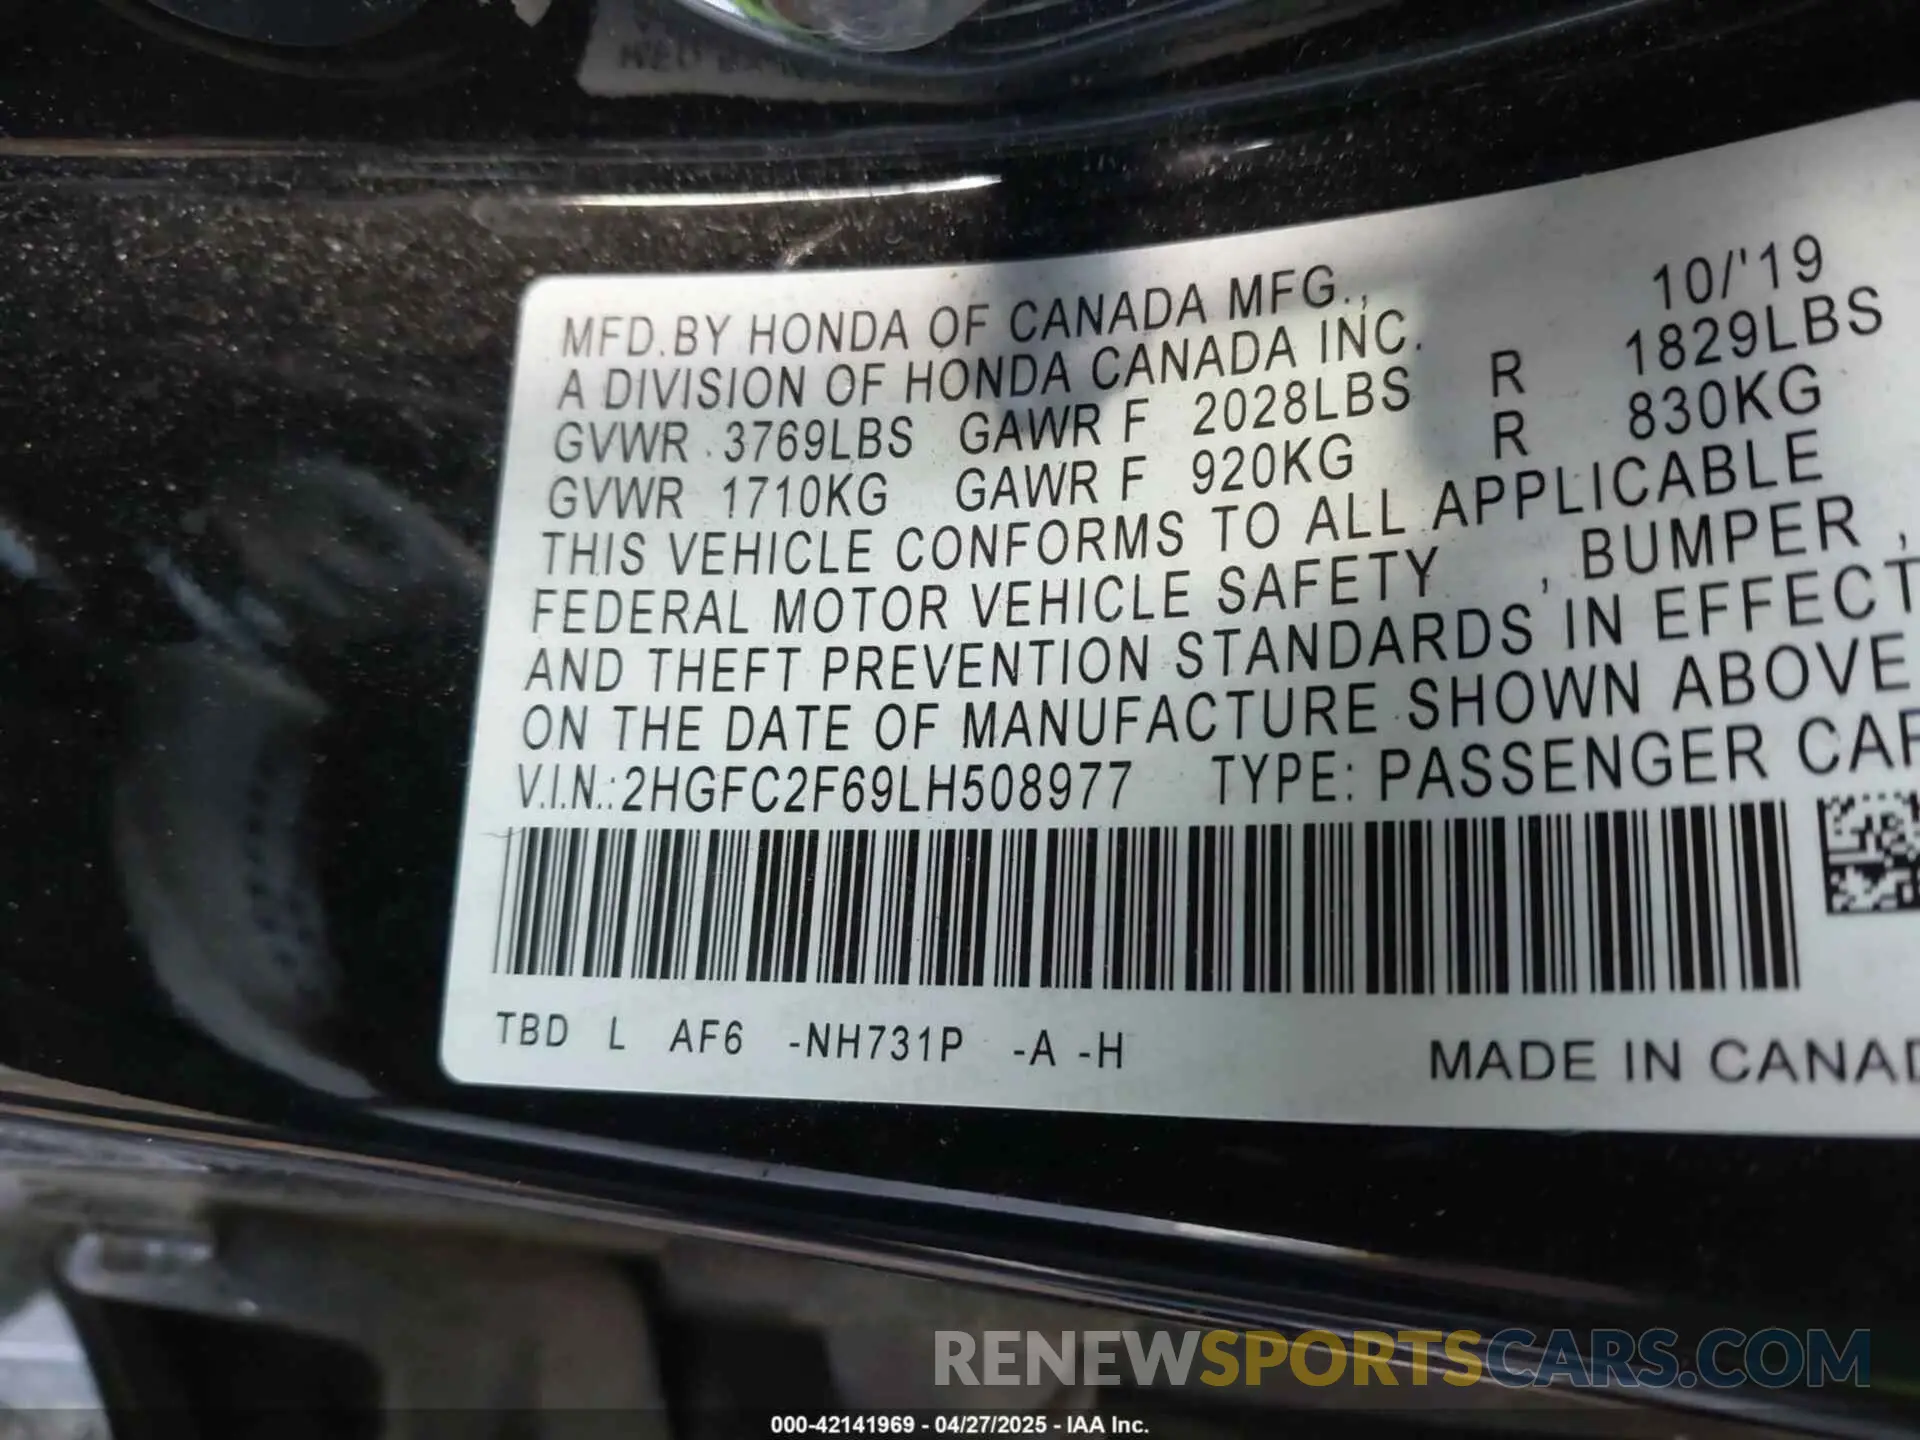 MFD.BY HONDA OF CANADA MFG., 10/'19
A DIVISION OF HONDA CANADA INC.
GVWR 3769LBS GAWR F 2028LBS R 1829LBS
GVWR 1710KG GAWR F 920KG R 830KG
THIS VEHICLE CONFORMS TO ALL APPLICABLE
FEDERAL MOTOR VEHICLE SAFETY , BUMPER ,
AND THEFT PREVENTION STANDARDS IN EFFECT
ON THE DATE OF MANUFACTURE SHOWN ABOVE
V.I.N.:2HGFC2F69LH508977 TYPE: PASSENGER CAR
TBD L AF6 -NH731P -A -H
MADE IN CANAD
RENEWSPORTSCARS.COM
000-42141969 - 04/27/2025 - IAA Inc.